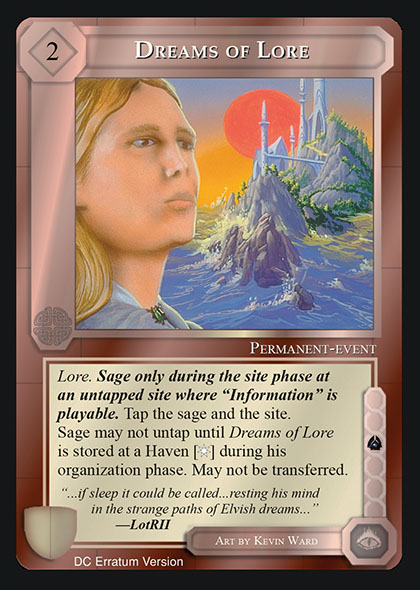 2
DREAMS OF LORE
PERMANENT-EVENT
Lore. Sage only during the site phase at
an untapped site where “Information” is
playable. Tap the sage and the site.
Sage may not untap until Dreams of Lore
is stored at a Haven [] during his
organization phase. May not be transferred.
“...if sleep it could be called...resting his mind
in the strange paths of Elvish dreams...”
—LotRII
ART BY KEVIN WARD
DC Erratum Version